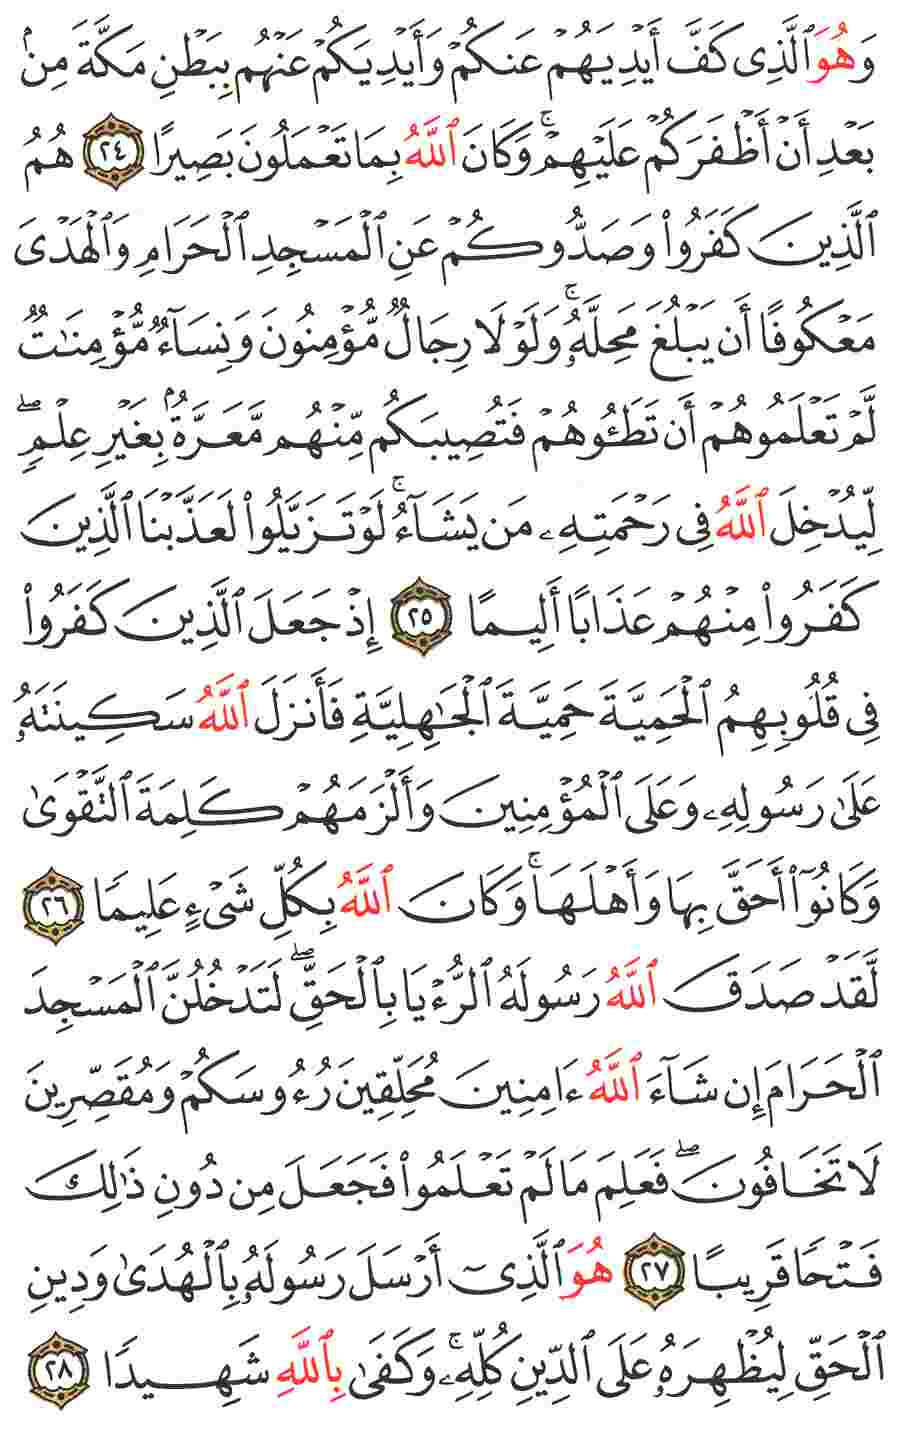 وَهُوَ ٱلَّذِى كَفَّ أَيْدِيَهُمْ عَنكُمْ وَأَيْدِيَكُمْ عَنْهُم بِبَطْنِ مَكَّةَ مِنۢ
بَعْدِ أَنْ أَظْفَرَكُمْ عَلَيْهِمْ ۚ وَكَانَ ٱللَّهُ بِمَا تَعْمَلُونَ بَصِيرًا ٢٤ هُمُ
ٱلَّذِينَ كَفَرُوا۟ وَصَدُّوكُمْ عَنِ ٱلْمَسْجِدِ ٱلْحَرَامِ وَٱلْهَدْىَ
مَعْكُوفًا أَن يَبْلُغَ مَحِلَّهُۥ ۚ وَلَوْلَا رِجَالٌ مُّؤْمِنُونَ وَنِسَآءٌ مُّؤْمِنَـٰتٌ
لَّمْ تَعْلَمُوهُمْ أَن تَطَـُٔوهُمْ فَتُصِيبَكُم مِّنْهُم مَّعَرَّةٌۢ بِغَيْرِ عِلْمٍ ۖ
لِّيُدْخِلَ ٱللَّهُ فِى رَحْمَتِهِۦ مَن يَشَآءُ ۚ لَوْ تَزَيَّلُوا۟ لَعَذَّبْنَا ٱلَّذِينَ
كَفَرُوا۟ مِنْهُمْ عَذَابًا أَلِيمًا ٢٥ إِذْ جَعَلَ ٱلَّذِينَ كَفَرُوا۟
فِى قُلُوبِهِمُ ٱلْحَمِيَّةَ حَمِيَّةَ ٱلْجَـٰهِلِيَّةِ فَأَنزَلَ ٱللَّهُ سَكِينَتَهُۥ
عَلَىٰ رَسُولِهِۦ وَعَلَى ٱلْمُؤْمِنِينَ وَأَلْزَمَهُمْ كَلِمَةَ ٱلتَّقْوَىٰ
وَكَانُوٓا۟ أَحَقَّ بِهَا وَأَهْلَهَا ۚ وَكَانَ ٱللَّهُ بِكُلِّ شَىْءٍ عَلِيمًا ٢٦
لَّقَدْ صَدَقَ ٱللَّهُ رَسُولَهُ ٱلرُّءْيَا بِٱلْحَقِّ ۖ لَتَدْخُلُنَّ ٱلْمَسْجِدَ
ٱلْحَرَامَ إِن شَآءَ ٱللَّهُ ءَامِنِينَ مُحَلِّقِينَ رُءُوسَكُمْ وَمُقَصِّرِينَ
لَا تَخَافُونَ ۖ فَعَلِمَ مَا لَمْ تَعْلَمُوا۟ فَجَعَلَ مِن دُونِ ذَٰلِكَ
فَتْحًا قَرِيبًا ٢٧ هُوَ ٱلَّذِىٓ أَرْسَلَ رَسُولَهُۥ بِٱلْهُدَىٰ وَدِينِ
ٱلْحَقِّ لِيُظْهِرَهُۥ عَلَى ٱلدِّينِ كُلِّهِۦ ۚ وَكَفَىٰ بِٱللَّهِ شَهِيدًا ٢٨